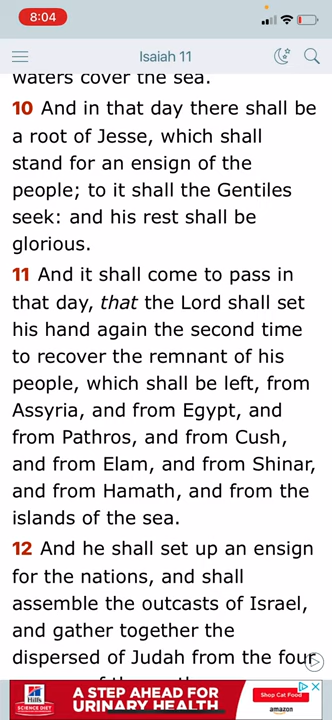 8:04
Isaiah 11
waters cover the sea.
10 And in that day there shall be
a root of Jesse, which shall
stand for an ensign of the
people; to it shall the Gentiles
seek: and his rest shall be
glorious.
11 And it shall come to pass in
that day, that the Lord shall set
his hand again the second time
to recover the remnant of his
people, which shall be left, from
Assyria, and from Egypt, and
from Pathros, and from Cush,
and from Elam, and from Shinar,
and from Hamath, and from the
islands of the sea.
12 And he shall set up an ensign
for the nations, and shall
assemble the outcasts of Israel,
and gather together the
dispersed of Judah from the four
Hill's
SCIENCE DIET
A STEP AHEAD FOR
URINARY HEALTH
Shop Cat Food
amazon